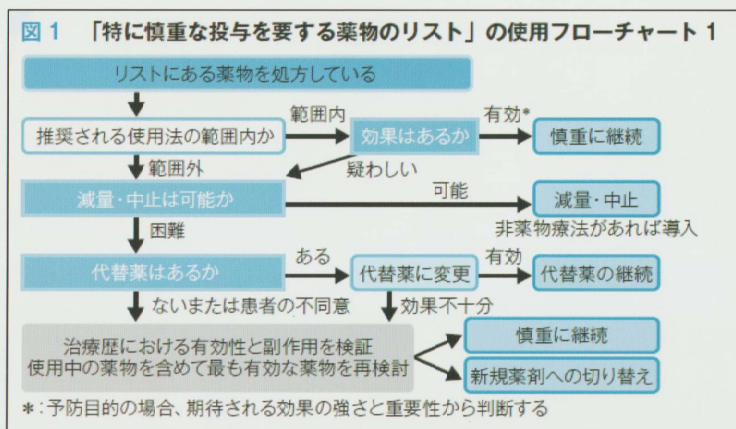 図1 「特に慎重な投与を要する薬物のリスト」の使用フローチャート 1
リストにある薬物を処方している
範囲内
有効*
推奨される使用法の範囲内か
効果はあるか
慎重に継続
範囲外
疑わしい
可能
減量・中止は可能か
減量・中止
困難
非薬物療法があれば導入
ある
有効
代替薬はあるか
代替薬に変更
代替薬の継続
ないまたは患者の不同意
効果不十分
治療歴における有効性と副作用を検証
使用中の薬物を含めて最も有効な薬物を再検討
慎重に継続
新規薬剤への切り替え
*:予防目的の場合、期待される効果の強さと重要性から判断する